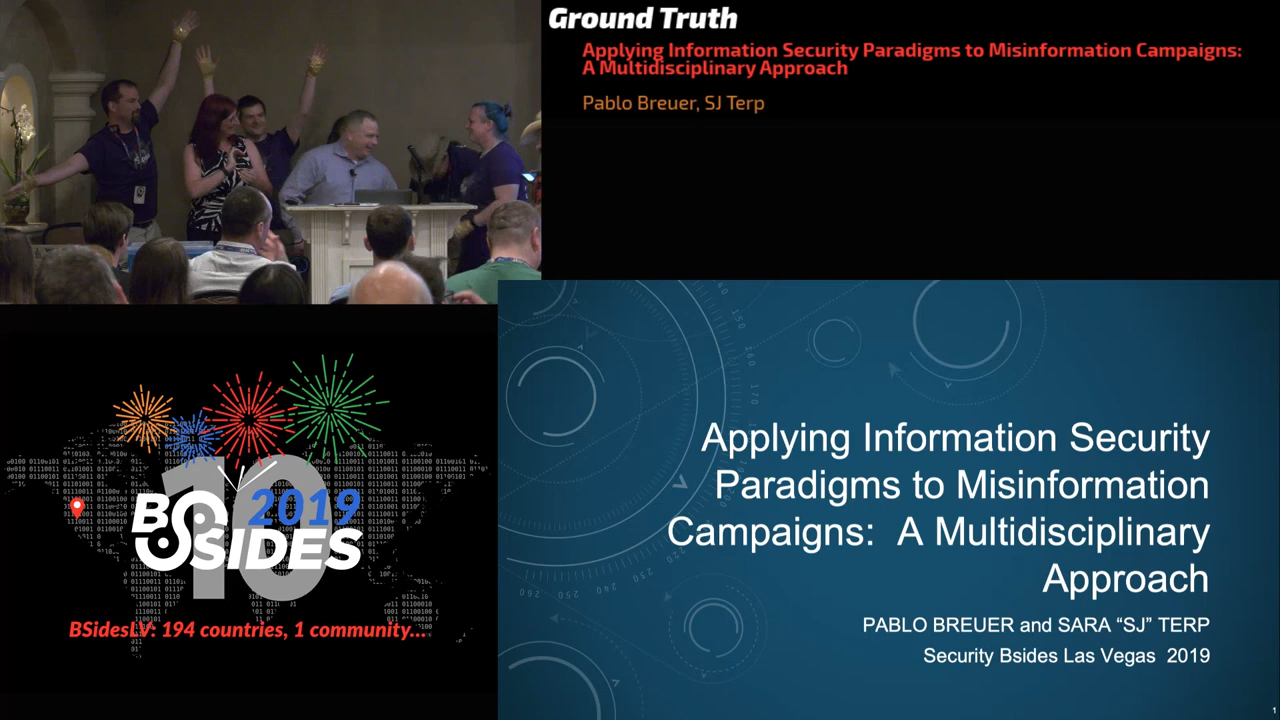 Ground Truth
Applying Information Security Paradigms to Misinformation Campaigns:
A Multidisciplinary Approach
Pablo Breuer, SJ Terp
10
2019
BSIDES
BSidesLV: 194 countries, 1 community...
Applying Information Security
Paradigms to Misinformation
Campaigns: A Multidisciplinary
Approach
PABLO BREUER and SARA “SJ” TERP
Security Bsides Las Vegas 2019
1